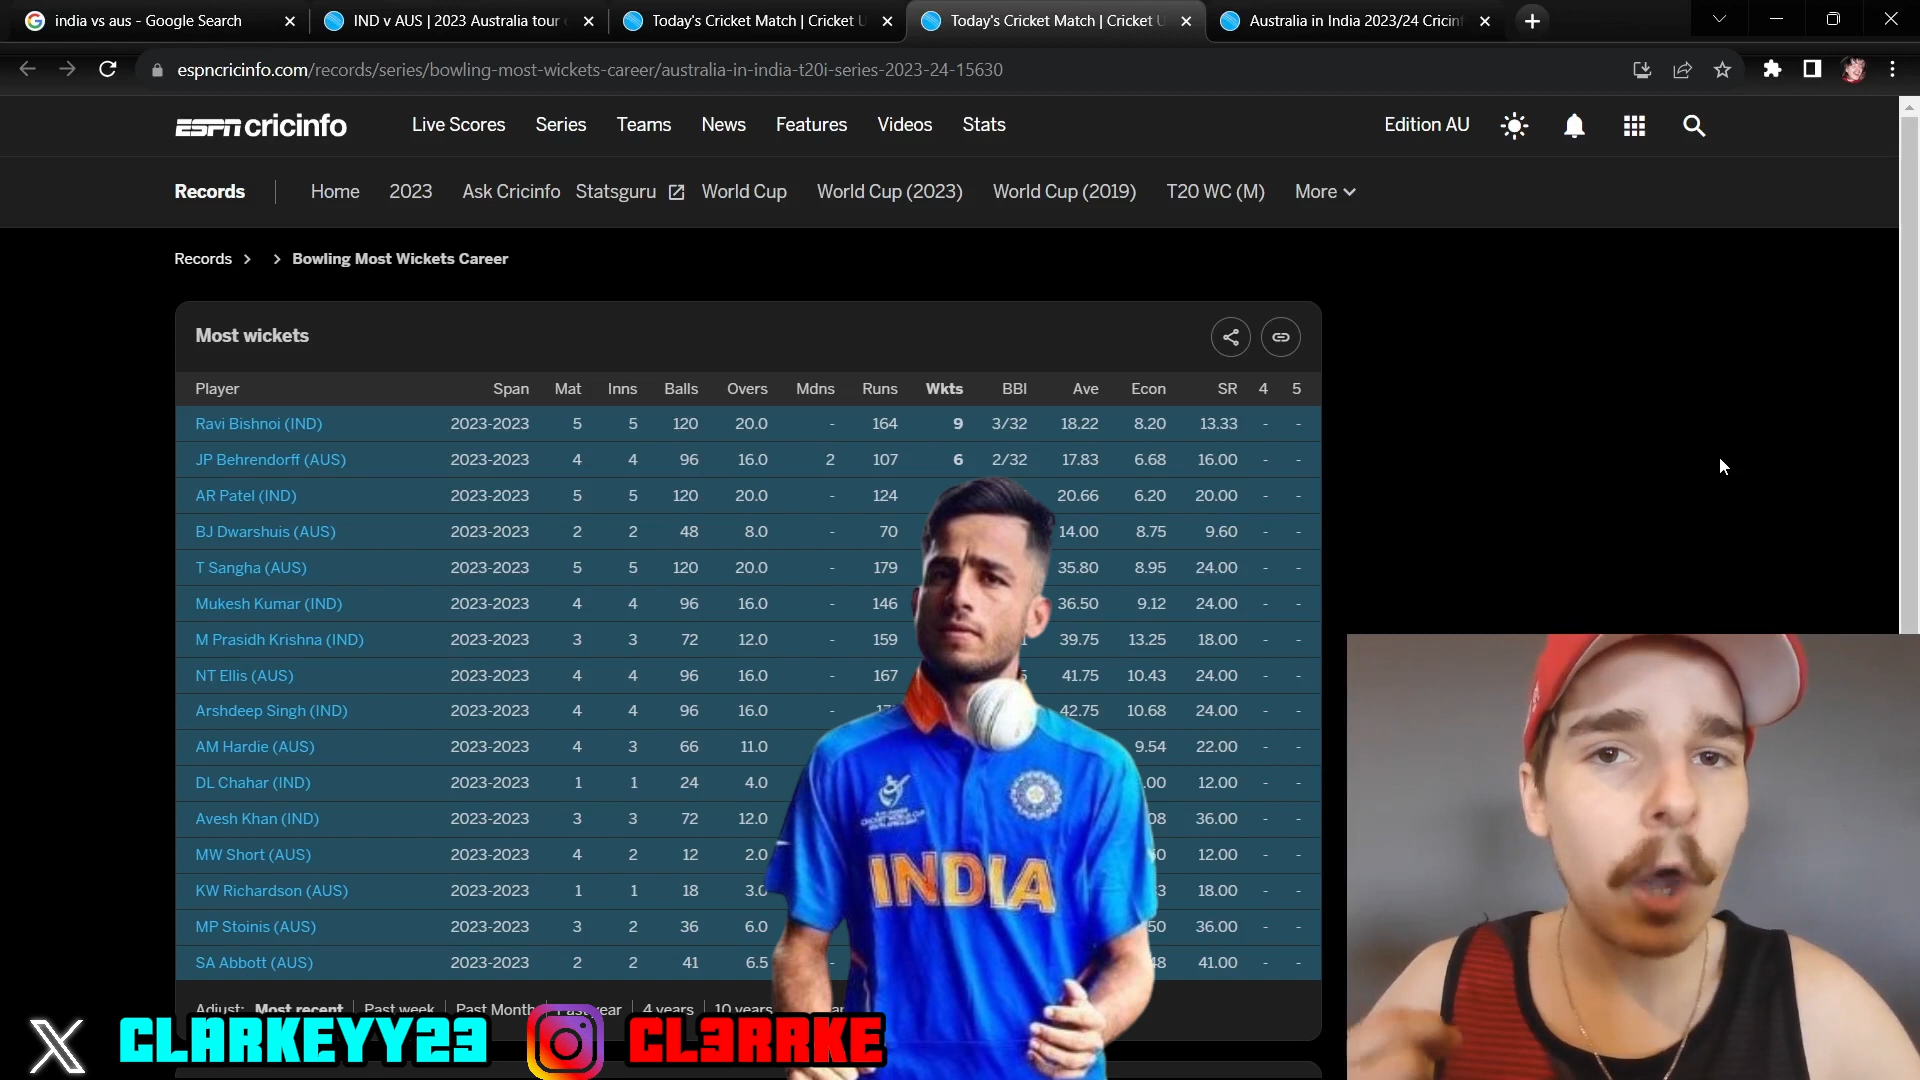 india vs aus - Google Search
IND v AUS | 2023 Australia tour
Today's Cricket Match | Cricket U
Today's Cricket Match | Cricket U
Australia in India 2023/24 Cricin
espncricinfo.com/records/series/bowling-most-wickets-career/australia-in-india-t20i-series-2023-24-15630
ESPN cricinfo Live Scores Series Teams News Features Videos Stats Edition AU
Records Home 2023 Ask Cricinfo Statsguru World Cup World Cup (2023) World Cup (2019) T20 WC (M) More
Records > > Bowling Most Wickets Career
Most wickets
Player Span Mat Inns Balls Overs Mdns Runs Wkts BBI Ave Econ SR 4 5
Ravi Bishnoi (IND) 2023-2023 5 5 120 20.0 - 164 9 3/32 18.22 8.20 13.33 - -
JP Behrendorff (AUS) 2023-2023 4 4 96 16.0 2 107 6 2/32 17.83 6.68 16.00 - -
AR Patel (IND) 2023-2023 5 5 120 20.0 - 124 20.66 6.20 20.00 - -
BJ Dwarshuis (AUS) 2023-2023 2 2 48 8.0 - 70 14.00 8.75 9.60 - -
T Sangha (AUS) 2023-2023 5 5 120 20.0 - 179 35.80 8.95 24.00 - -
Mukesh Kumar (IND) 2023-2023 4 4 96 16.0 - 146 36.50 9.12 24.00 - -
M Prasidh Krishna (IND) 2023-2023 3 3 72 12.0 - 159 39.75 13.25 18.00 - -
NT Ellis (AUS) 2023-2023 4 4 96 16.0 - 167 41.75 10.43 24.00 - -
Arshdeep Singh (IND) 2023-2023 4 4 96 16.0 - 42.75 10.68 24.00 - -
AM Hardie (AUS) 2023-2023 4 3 66 11.0 9.54 22.00 - -
DL Chahar (IND) 2023-2023 1 1 24 4.0 .00 12.00 - -
Avesh Khan (IND) 2023-2023 3 3 72 12.0 08 36.00 - -
MW Short (AUS) 2023-2023 4 2 12 2.0 12.00 - -
KW Richardson (AUS) 2023-2023 1 1 18 3.0 3 18.00 - -
MP Stoinis (AUS) 2023-2023 3 2 36 6.0 50 36.00 - -
SA Abbott (AUS) 2023-2023 2 2 41 6.5 - 48 41.00 - -
INDIA
Adjust: Most recent Past week Past Month Past year 4 years 10 years
X CLARKEYY23 CL3RRKE